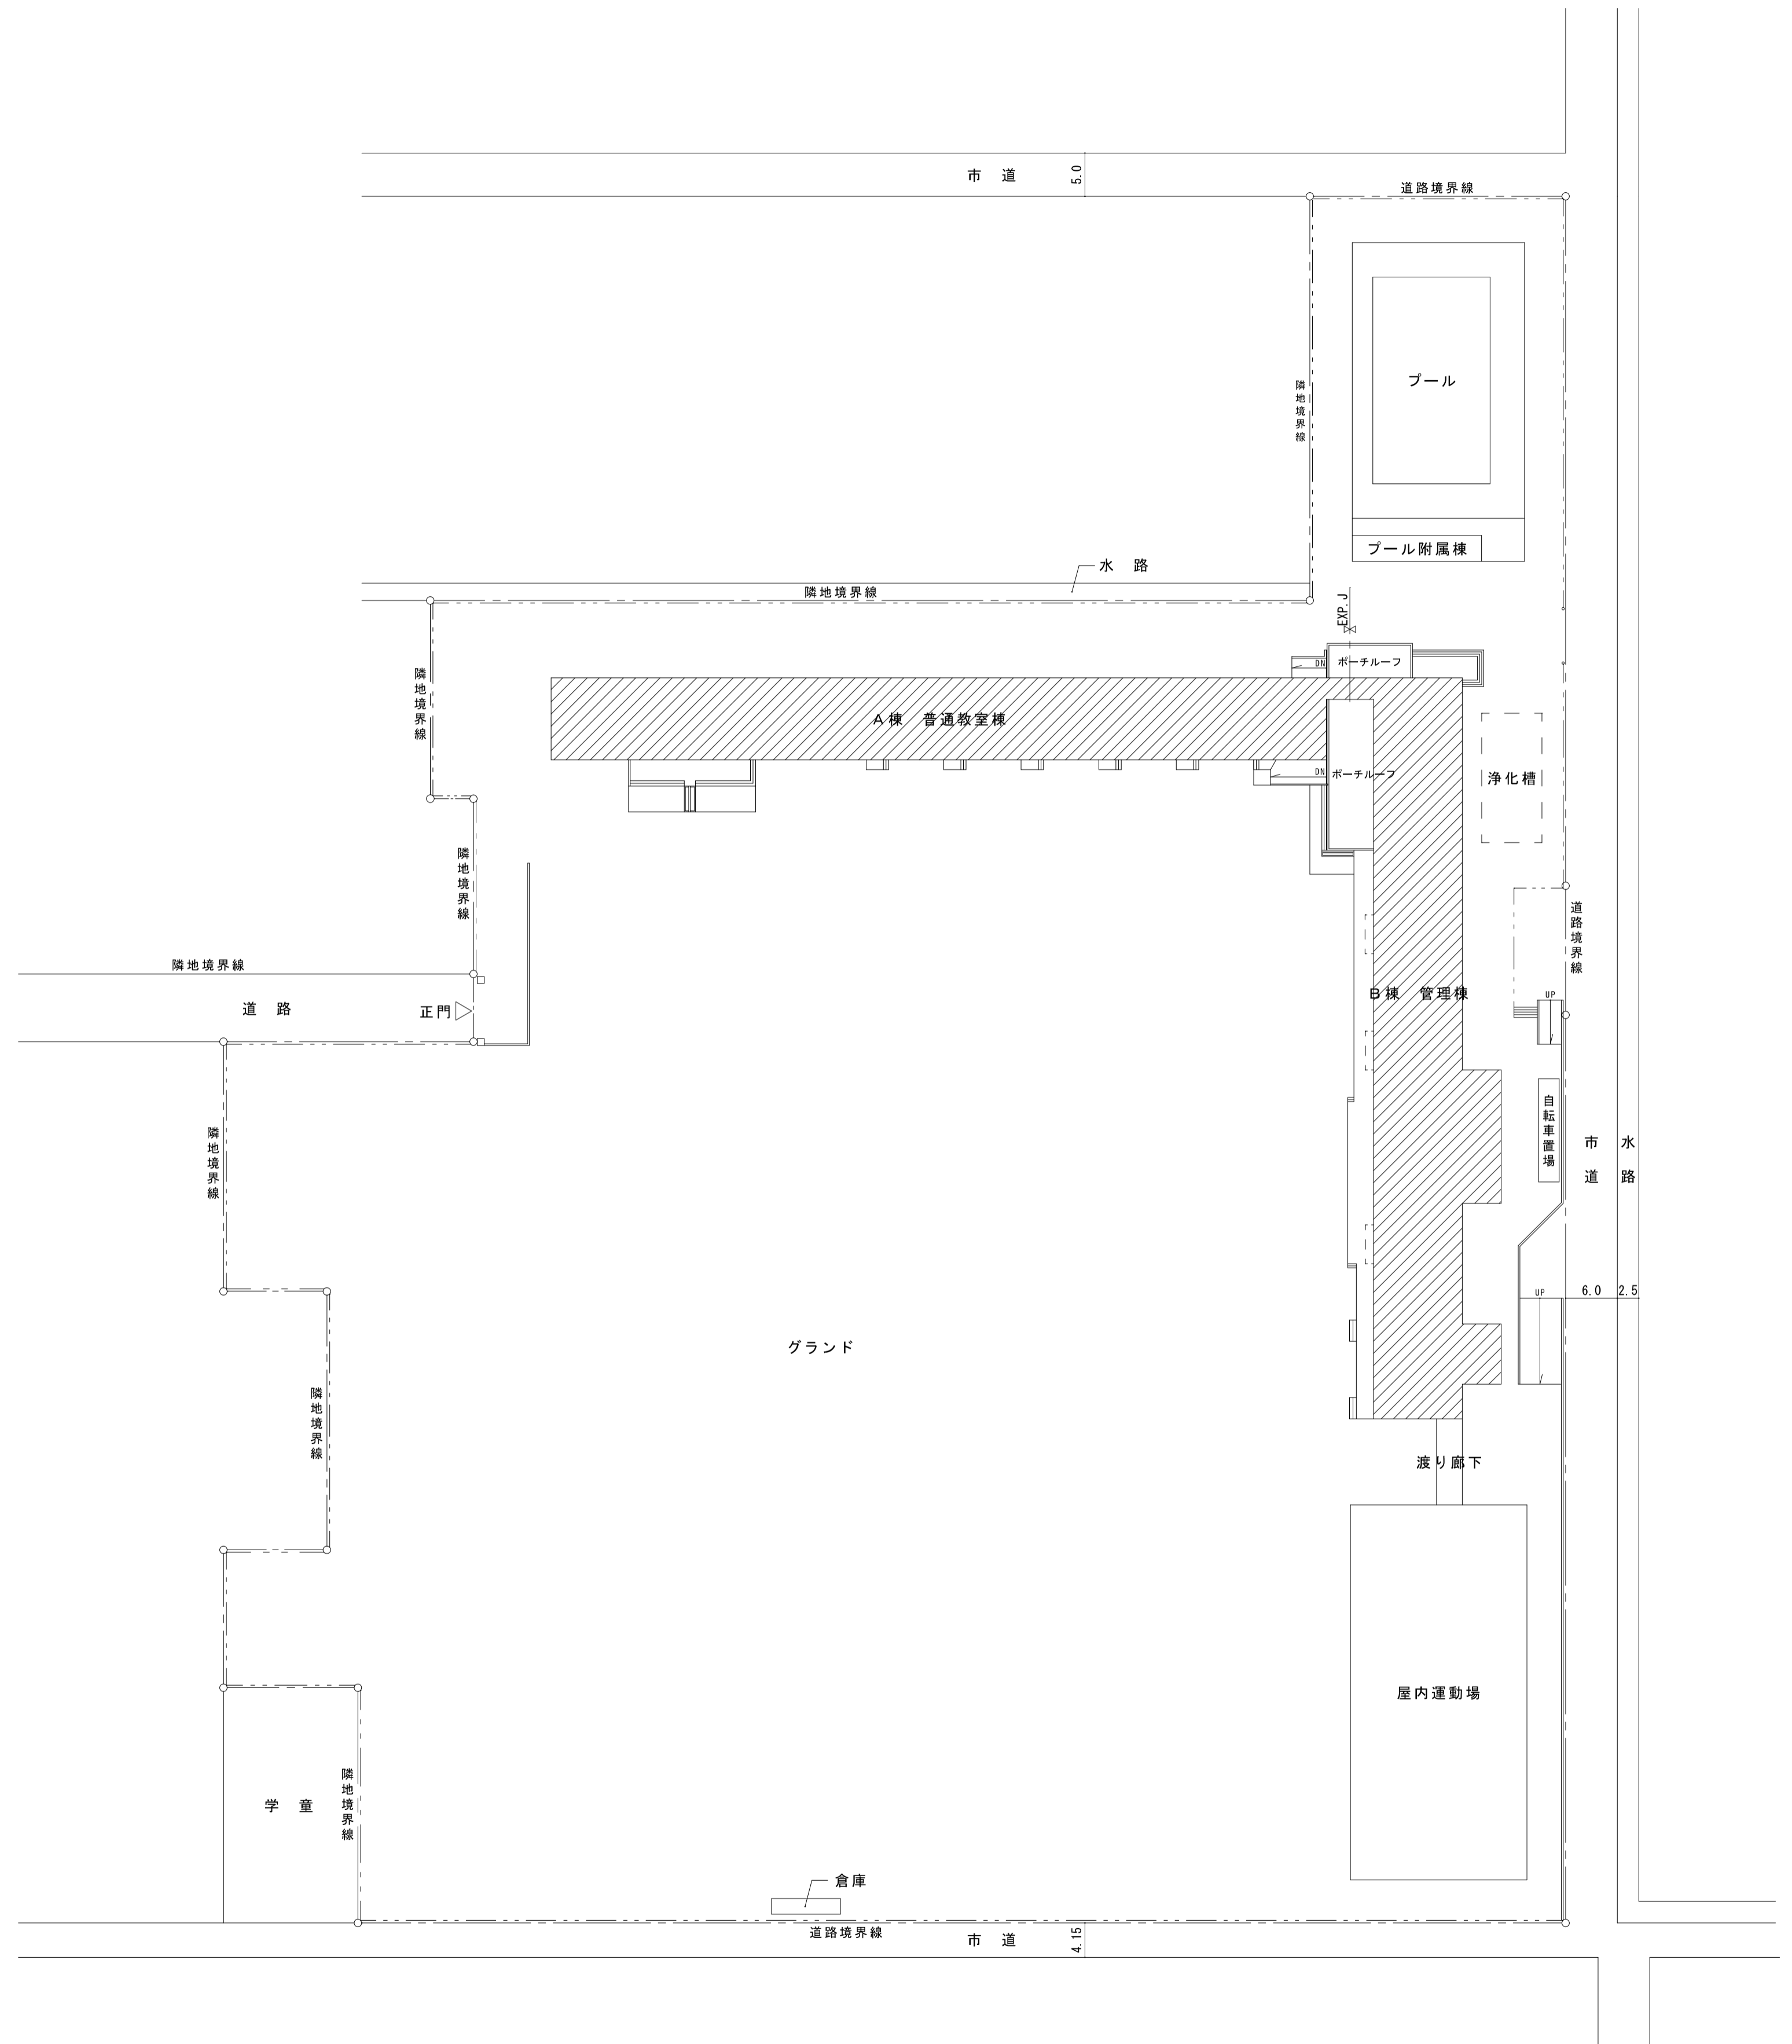 市　道
5.0
道路境界線
プール
隣地境界線
プール附属棟
水　路
隣地境界線
EXP.J
DN
ポーチルーフ
隣地境界線
A棟　普通教室棟
DN
ポーチルーフ
浄化槽
隣地境界線
道路境界線
隣地境界線
B棟　管理棟
UP
道　路
正門
自転車置場
隣地境界線
市道
水路
UP
6.0
2.5
グランド
隣地境界線
渡り廊下
屋内運動場
隣地境界線
学　童
倉庫
道路境界線
市　道
4.15